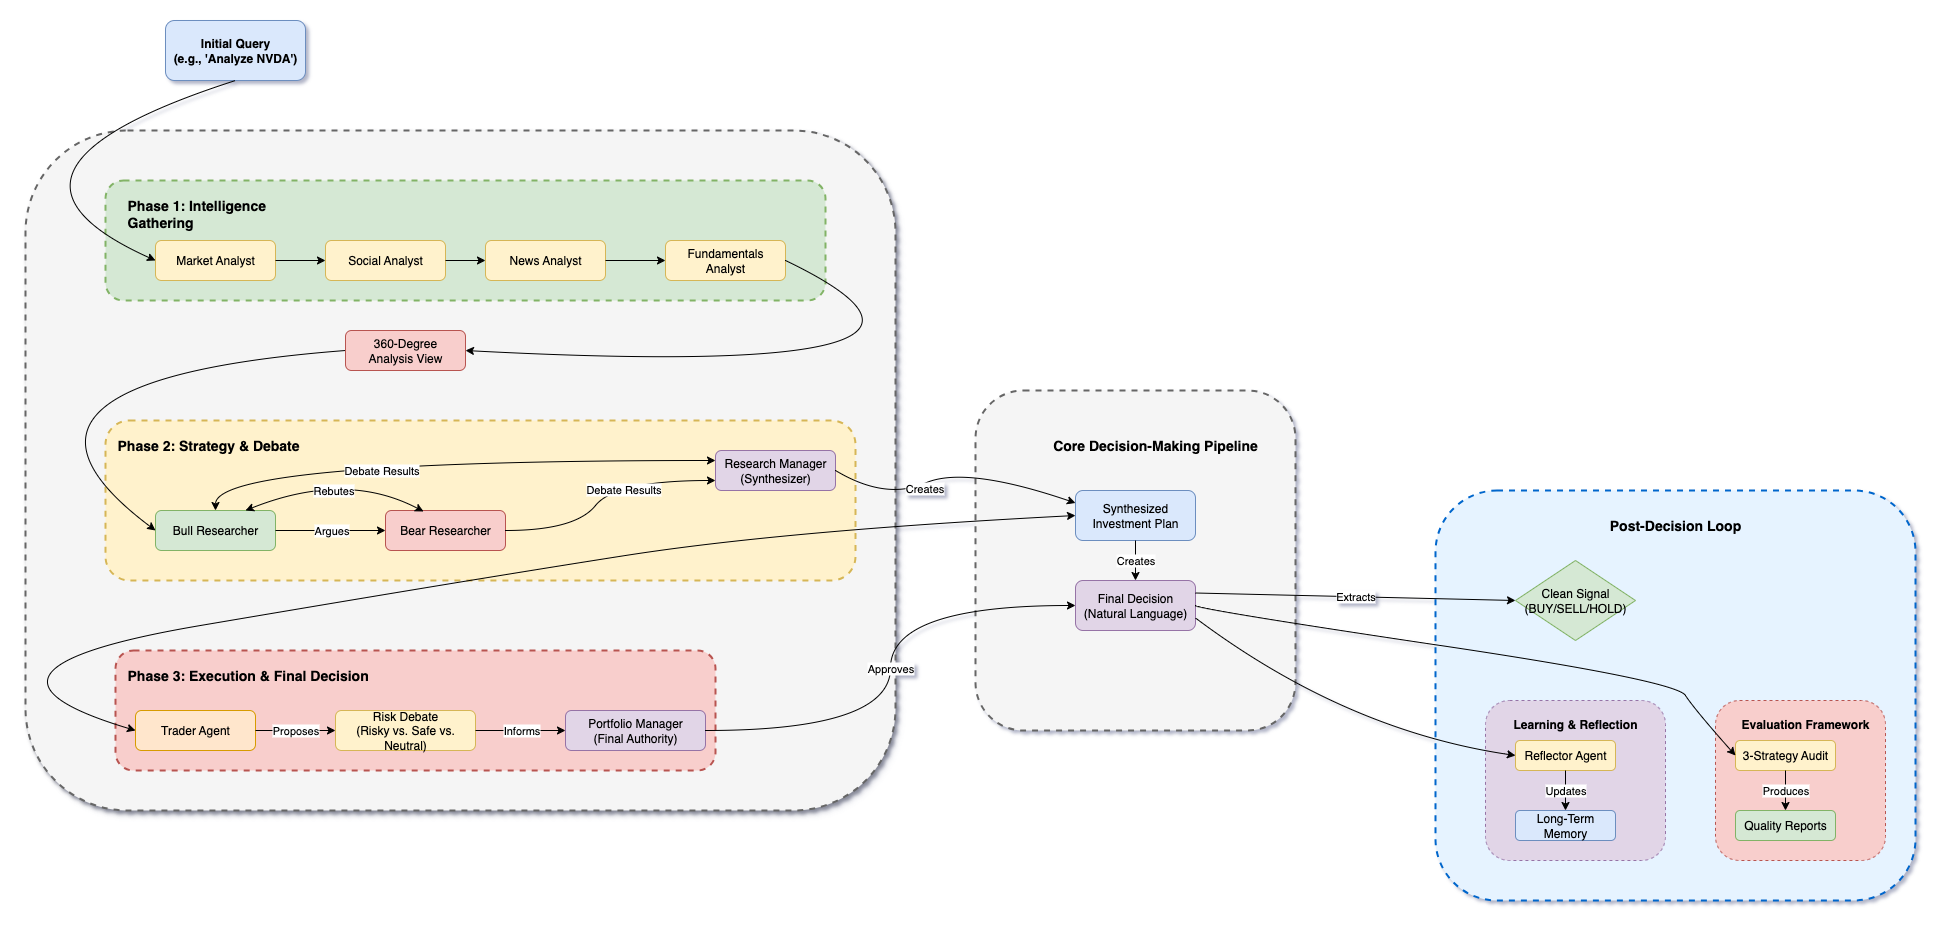 Initial Query
(e.g., 'Analyze NVDA')
Phase 1: Intelligence
Gathering
Market Analyst
Social Analyst
News Analyst
Fundamentals
Analyst
360-Degree
Analysis View
Phase 2: Strategy & Debate
Debate Results
Rebutes
Bull Researcher
Argues
Bear Researcher
Debate Results
Research Manager
(Synthesizer)
Creates
Phase 3: Execution & Final Decision
Trader Agent
Proposes
Risk Debate
(Risky vs. Safe vs.
Neutral)
Informs
Portfolio Manager
(Final Authority)
Approves
Core Decision-Making Pipeline
Synthesized
Investment Plan
Creates
Final Decision
(Natural Language)
Extracts
Post-Decision Loop
Clean Signal
(BUY/SELL/HOLD)
Learning & Reflection
Reflector Agent
Updates
Long-Term
Memory
Evaluation Framework
3-Strategy Audit
Produces
Quality Reports